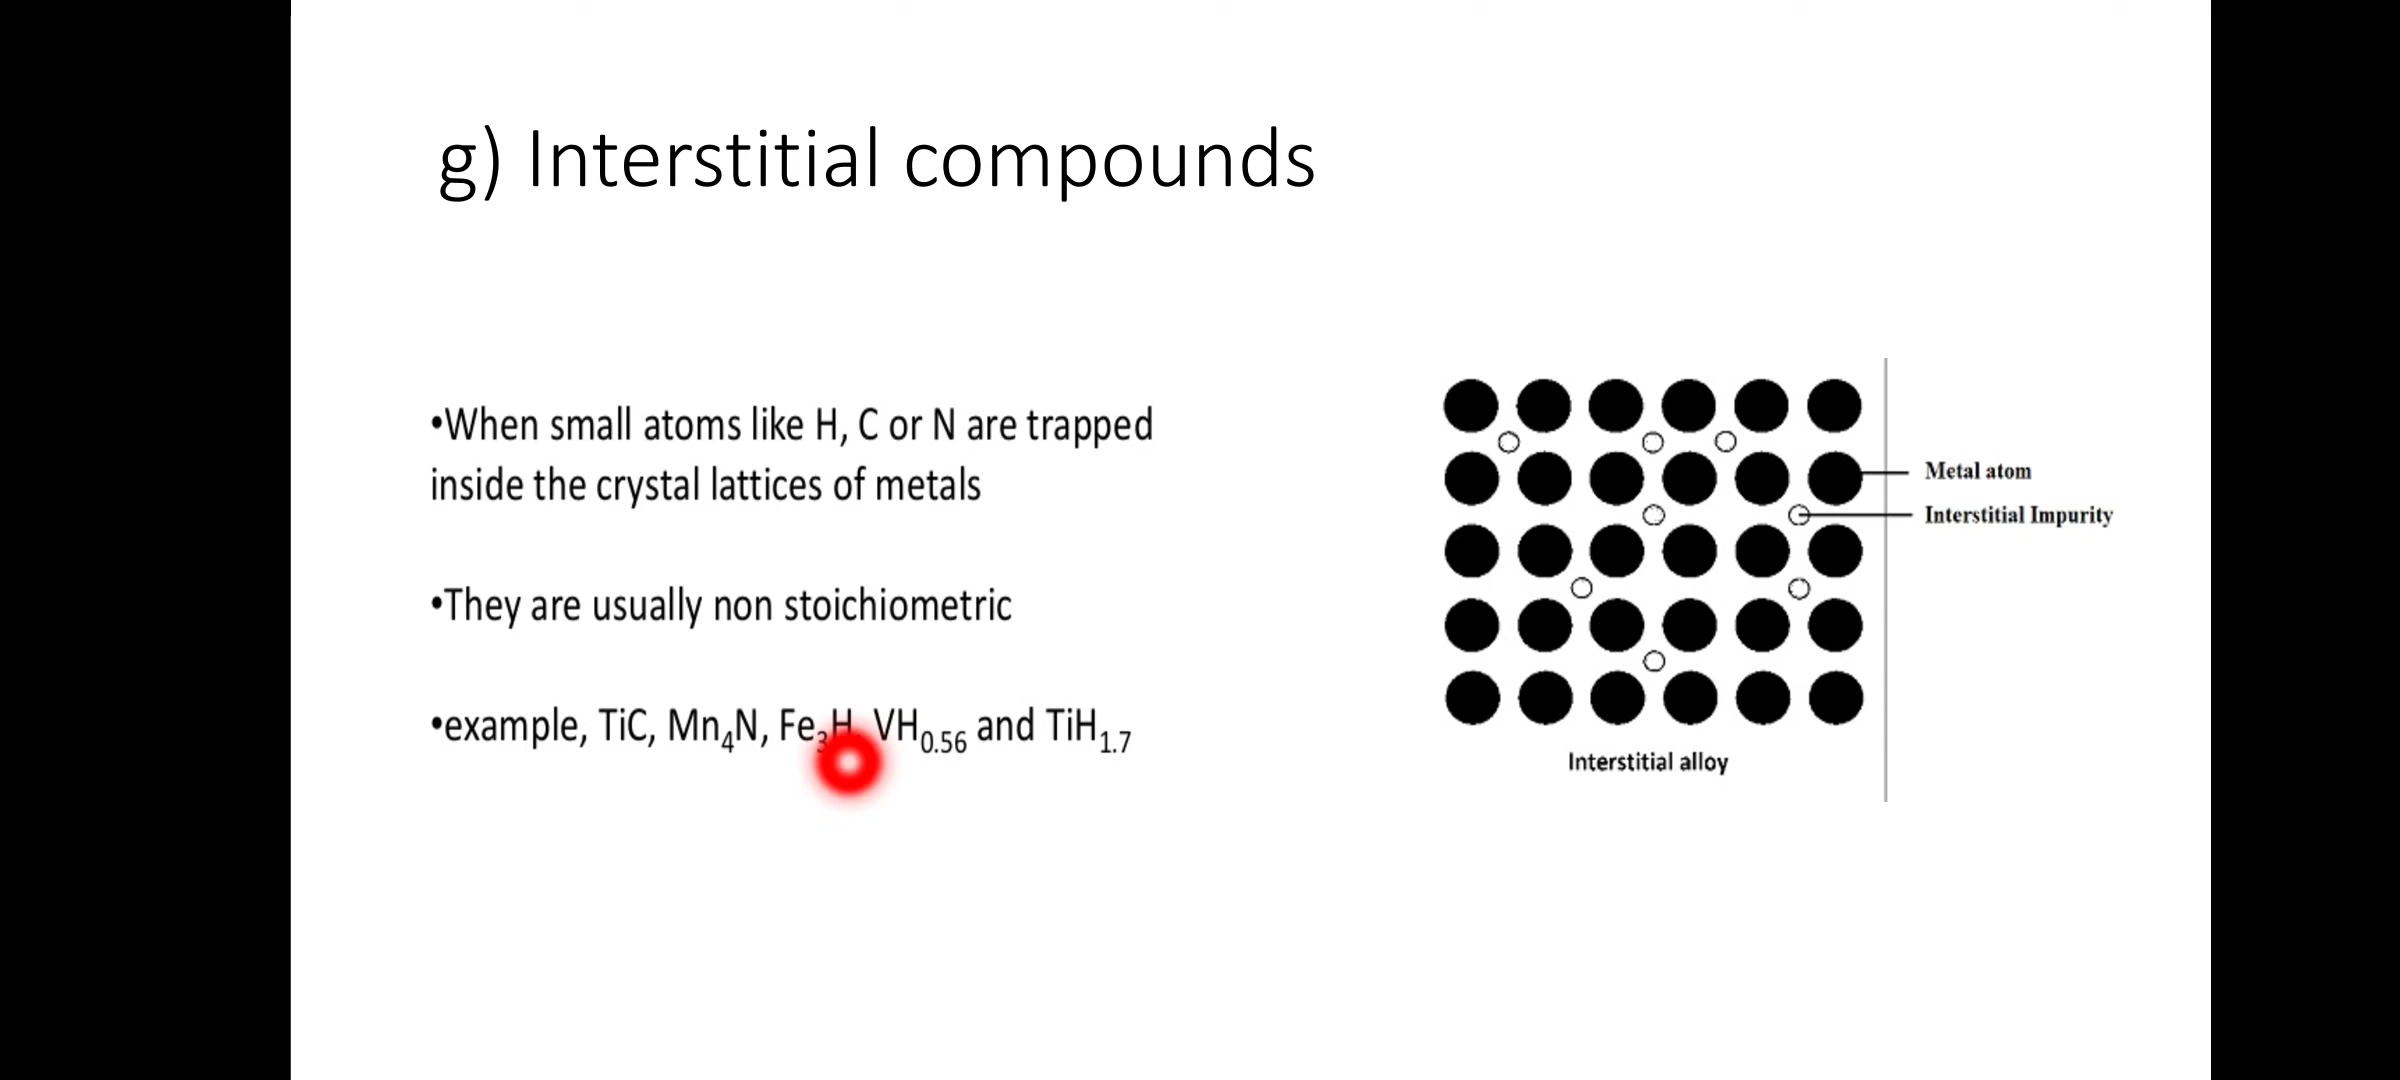 g) Interstitial compounds
•When small atoms like H, C or N are trapped
inside the crystal lattices of metals
•They are usually non stoichiometric
•example, TiC, Mn₄N, Fe₃H, VH₀.₅₆ and TiH₁.₇
Metal atom
Interstitial Impurity
Interstitial alloy